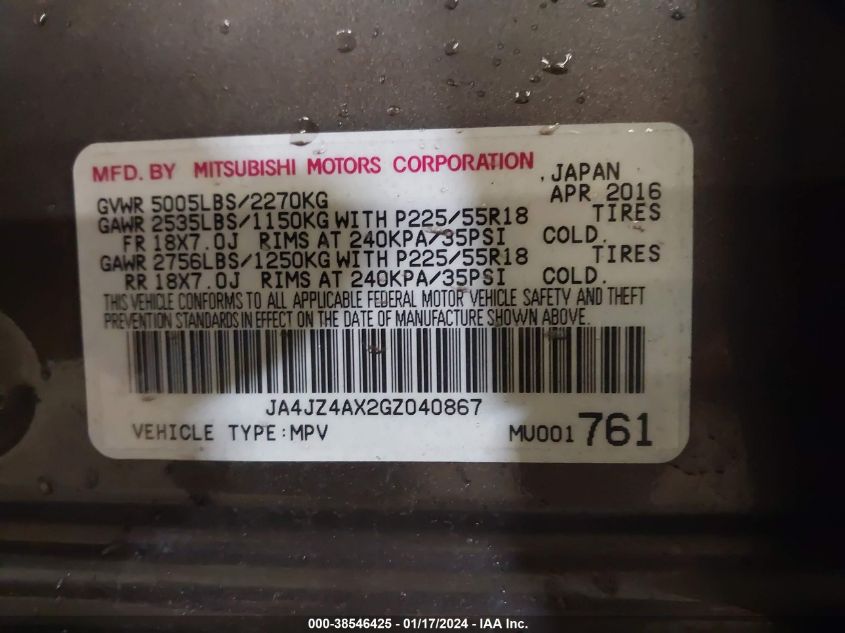 MFD. BY MITSUBISHI MOTORS CORPORATION , JAPAN
GVWR 5005LBS/2270KG APR 2016
GAWR 2535LBS/1150KG WITH P225/55R18 TIRES
FR 18X7.0J RIMS AT 240KPA/35PSI COLD.
GAWR 2756LBS/1250KG WITH P225/55R18 TIRES
RR 18X7.0J RIMS AT 240KPA/35PSI COLD.
THIS VEHICLE CONFORMS TO ALL APPLICABLE FEDERAL MOTOR VEHICLE SAFETY AND THEFT
PREVENTION STANDARDS IN EFFECT ON THE DATE OF MANUFACTURE SHOWN ABOVE.
JA4JZ4AX2GZ040867
VEHICLE TYPE:MPV MU001 761
000-38546425 - 01/17/2024 - IAA Inc.